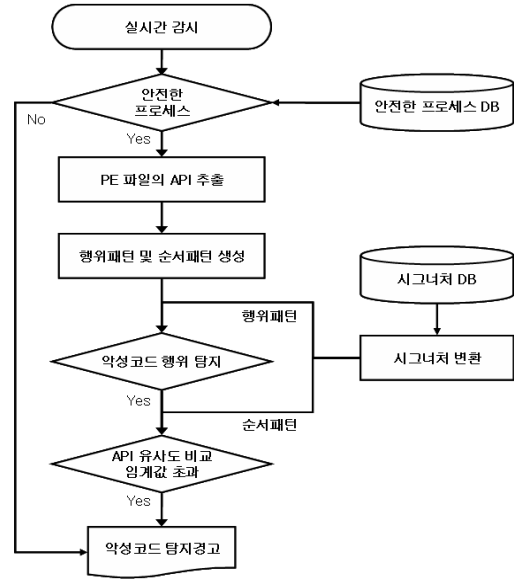 실시간 감시
안전한
프로세스
안전한 프로세스 DB
No
Yes
PE 파일의 API 추출
행위패턴 및 순서패턴 생성
시그너처 DB
행위패턴
악성코드 행위 탐지
시그너처 변환
Yes
순서패턴
API 유사도 비교
임계값 초과
Yes
악성코드 탐지경고